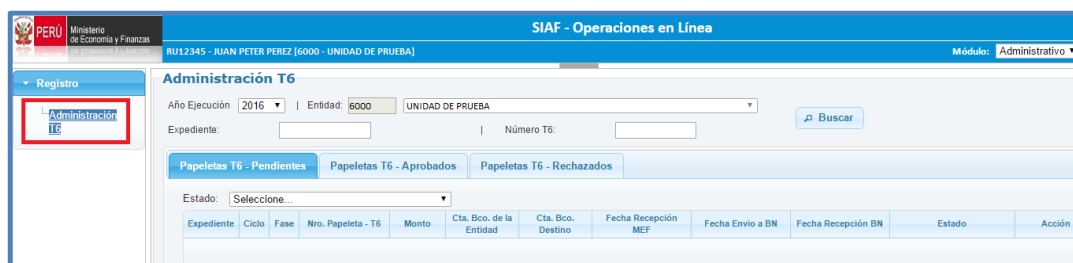 PERÚ Ministerio de Economía y Finanzas
SIAF - Operaciones en Línea
RU12345 - JUAN PETER PEREZ [6000 - UNIDAD DE PRUEBA] Módulo: Administrativo
Registro
Administración T6
Administración T6
Año Ejecución 2016 | Entidad: 6000 UNIDAD DE PRUEBA
Buscar
Expediente: | Número T6:
Papeletas T6 - Pendientes Papeletas T6 - Aprobados Papeletas T6 - Rechazados
Estado: Seleccione...
Expediente Ciclo Fase Nro. Papeleta - T6 Monto Cta. Bco. de la Entidad Cta. Bco. Destino Fecha Recepción MEF Fecha Envio a BN Fecha Recepción BN Estado Acción